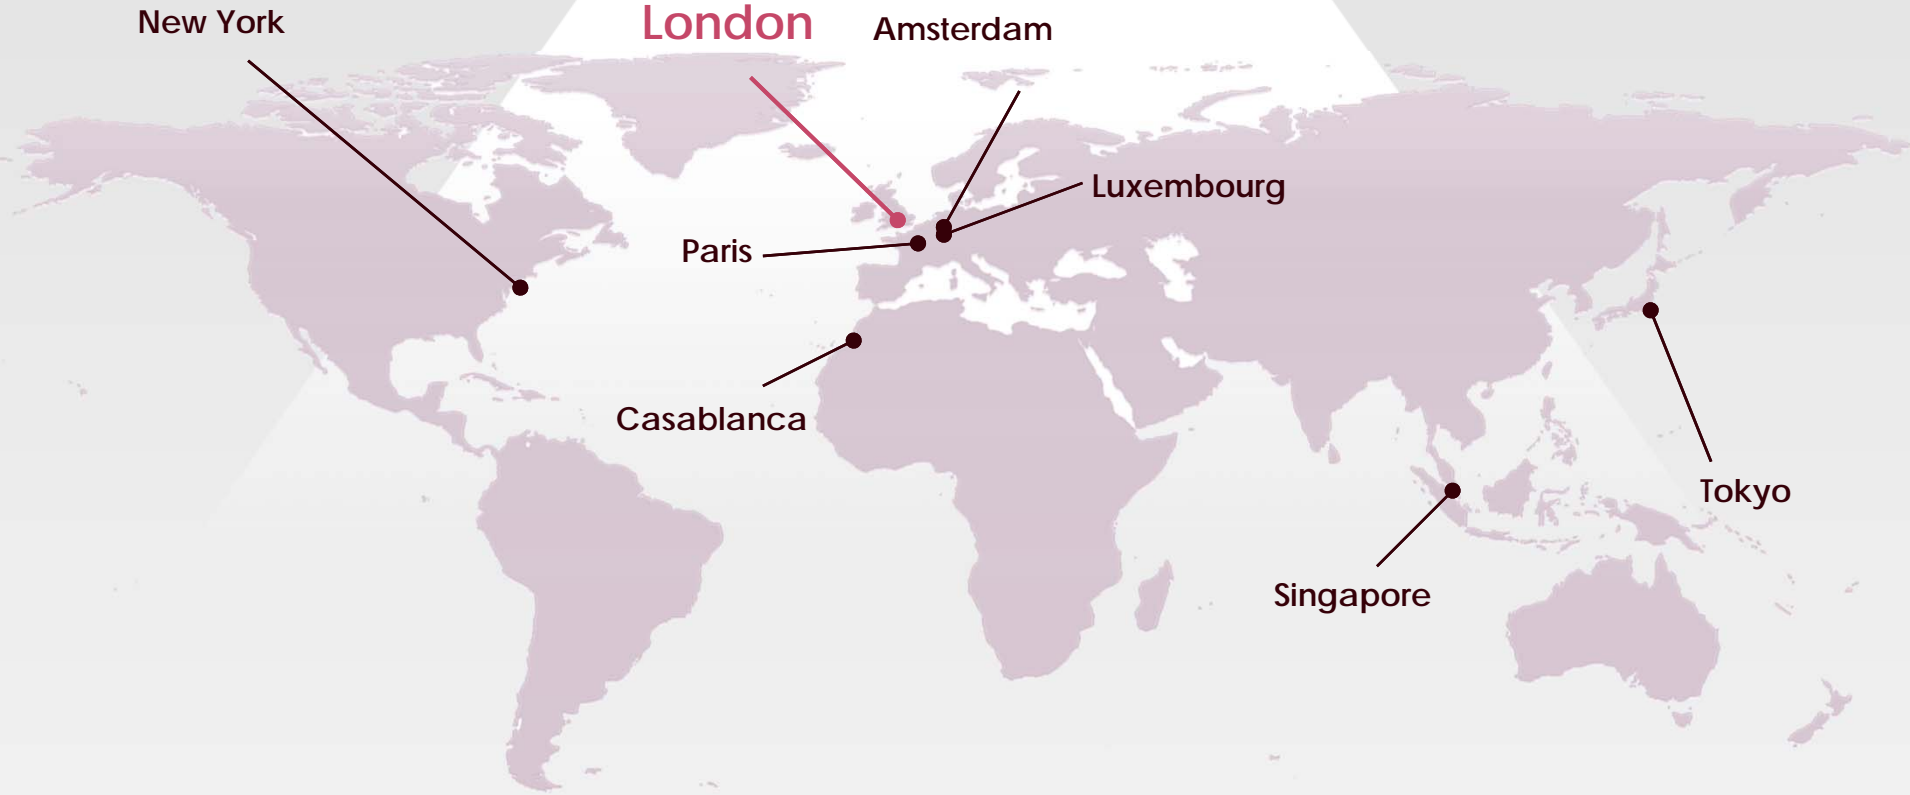 New York
London
Amsterdam
Luxembourg
Paris
Casablanca
Tokyo
Singapore